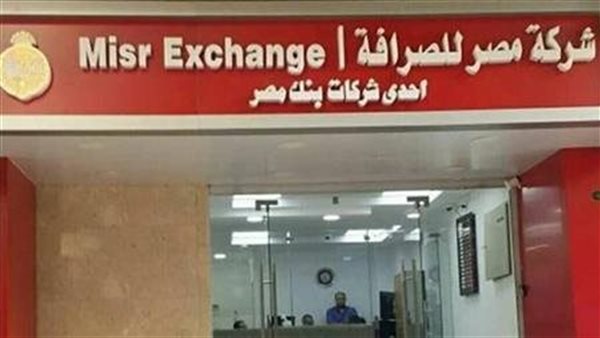 شركة مصر للصرافة | Misr Exchange
احدى شركات بنك مصر